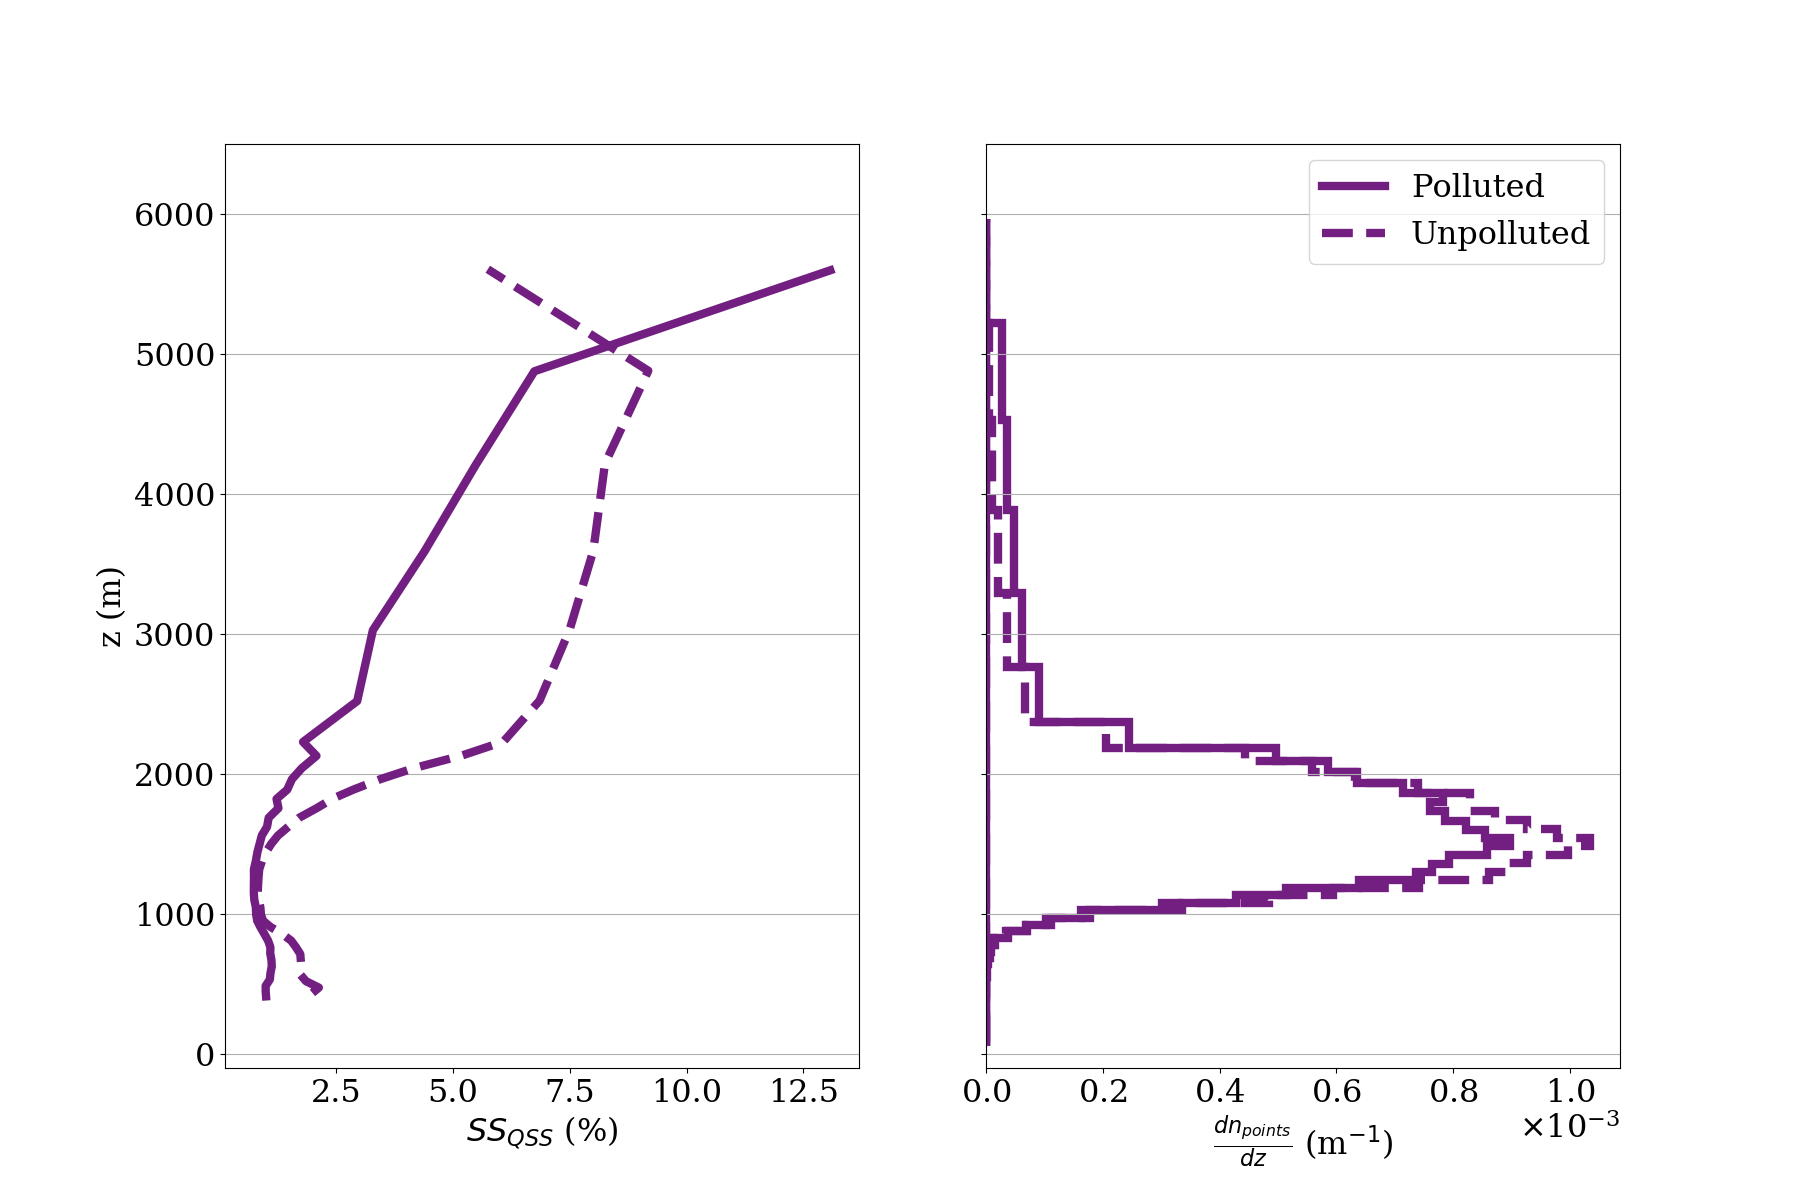 z (m)
6000
5000
4000
3000
2000
1000
0
2.5 5.0 7.5 10.0 12.5
SS_QSS (%)
Polluted
Unpolluted
0.0 0.2 0.4 0.6 0.8 1.0
×10⁻³
dn_points/dz (m⁻¹)